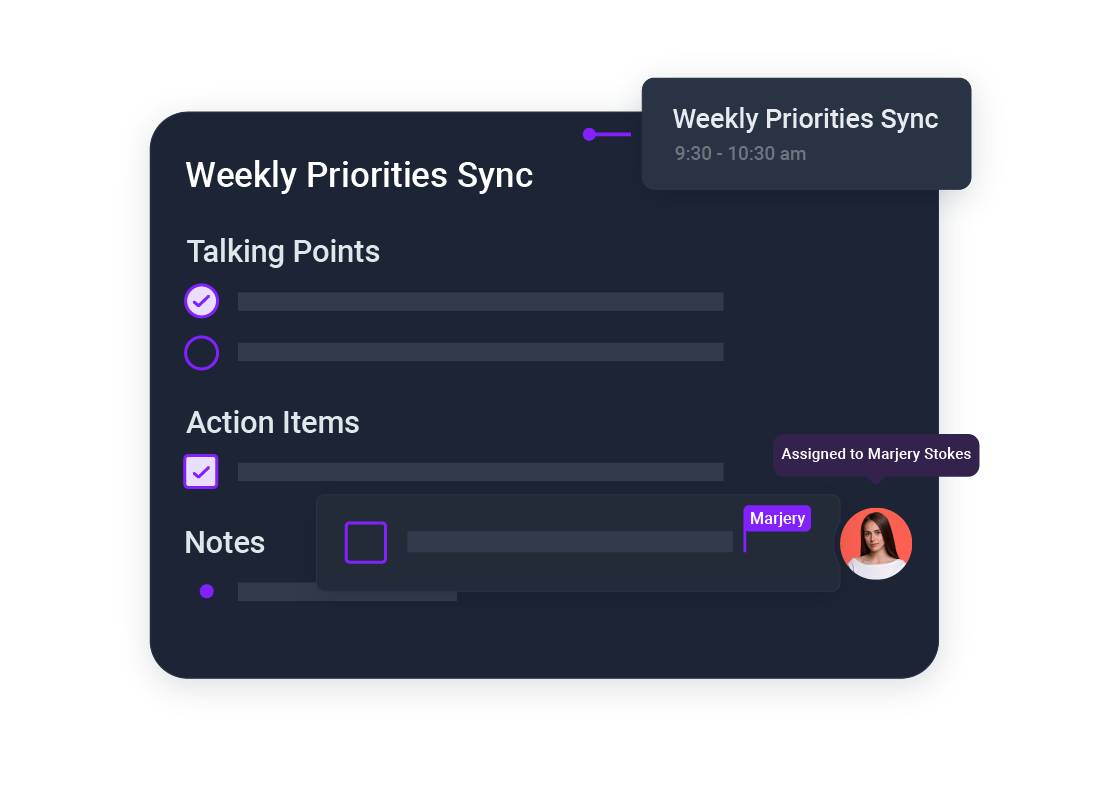 Weekly Priorities Sync
9:30 - 10:30 am
Weekly Priorities Sync
Talking Points
Action Items
Assigned to Marjery Stokes
Marjery
Notes